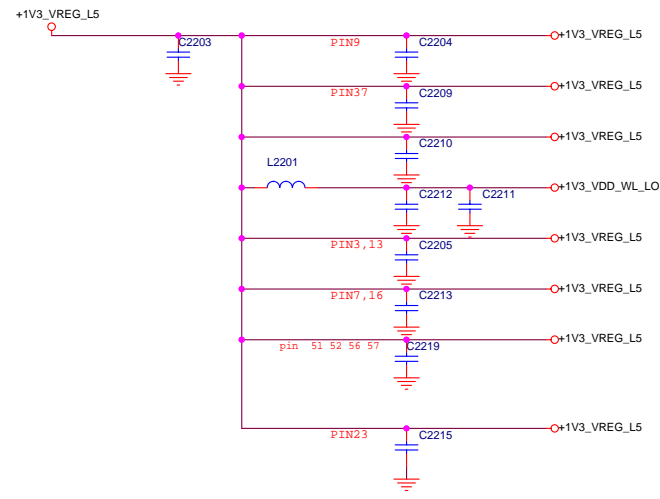 +1V3_VREG_L5
C2203
PIN9
C2204
+1V3_VREG_L5
PIN37
C2209
+1V3_VREG_L5
C2210
+1V3_VREG_L5
L2201
C2212
C2211
+1V3_VDD_WL_LO
PIN3,13
C2205
+1V3_VREG_L5
PIN7,16
C2213
+1V3_VREG_L5
pin 51 52 56 57
C2219
+1V3_VREG_L5
PIN23
C2215
+1V3_VREG_L5